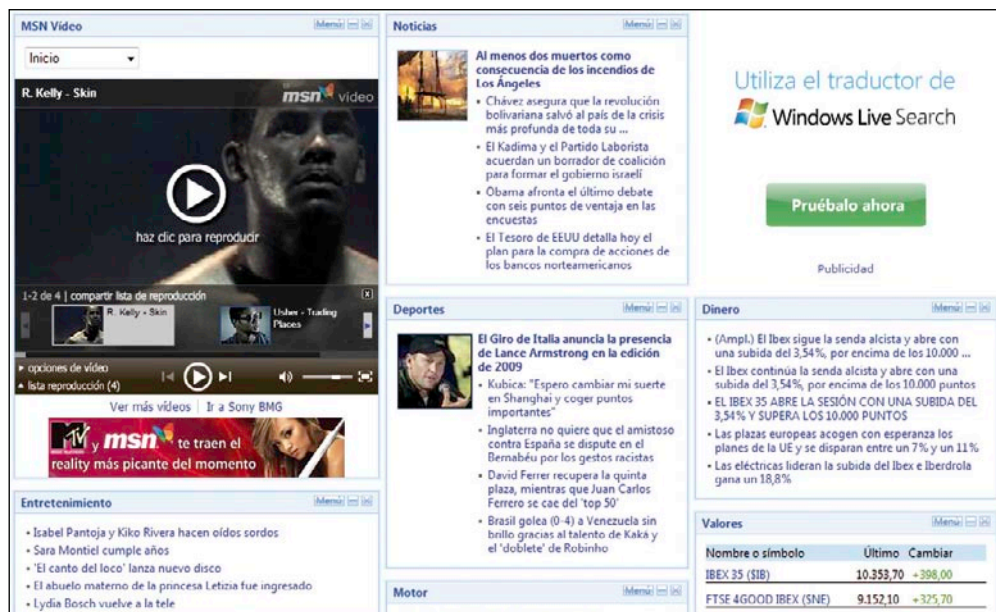 MSN Vídeo
Menú
Inicio
R. Kelly - Skin
msn vídeo
haz clic para reproducir
1-2 de 4 | compartir lista de reproducción
R. Kelly - Skin
Usher - Trading
Places
opciones de vídeo
lista reproducción (4)
Ver más vídeos | Ir a Sony BMG
MTV y msn te traen el
reality más picante del momento
Entretenimiento
Menú
• Isabel Pantoja y Kiko Rivera hacen oídos sordos
• Sara Montiel cumple años
• 'El canto del loco' lanza nuevo disco
• El abuelo materno de la princesa Letizia fue ingresado
• Lydia Bosch vuelve a la tele
Noticias
Menú
Al menos dos muertos como
consecuencia de los incendios de
Los Ángeles
• Chávez asegura que la revolución
bolivariana salvó al país de la crisis
más profunda de toda su ...
• El Kadima y el Partido Laborista
acuerdan un borrador de coalición
para formar el gobierno israelí
• Obama afronta el último debate
con seis puntos de ventaja en las
encuestas
• El Tesoro de EEUU detalla hoy el
plan para la compra de acciones de
los bancos norteamericanos
Deportes
Menú
El Giro de Italia anuncia la presencia
de Lance Armstrong en la edición
de 2009
• Kubica: "Espero cambiar mi suerte
en Shanghai y coger puntos
importantes"
• Inglaterra no quiere que el amistoso
contra España se dispute en el
Bernabéu por los gestos racistas
• David Ferrer recupera la quinta
plaza, mientras que Juan Carlos
Ferrero se cae del 'top 50'
• Brasil golea (0-4) a Venezuela sin
brillo gracias al talento de Kaká y
el 'doblete' de Robinho
Motor
Menú
Utiliza el traductor de
Windows Live Search
Pruébalo ahora
Publicidad
Dinero
Menú
• (Ampl.) El Ibex sigue la senda alcista y abre con
una subida del 3,54%, por encima de los 10.000 ...
• El Ibex continúa la senda alcista y abre con una
subida del 3,54%, por encima de los 10.000 puntos
• EL IBEX 35 ABRE LA SESIÓN CON UNA SUBIDA DEL
3,54% Y SUPERA LOS 10.000 PUNTOS
• Las plazas europeas acogen con esperanza los
planes de la UE y se disparan entre un 7% y un 11%
• Las eléctricas lideran la subida del Ibex e Iberdrola
gana un 18,8%
Valores
Menú
Nombre o símbolo Último Cambiar
IBEX 35 ($IB) 10.353,70 +398,00
FTSE 4GOOD IBEX ($NE) 9.152,10 +325,70